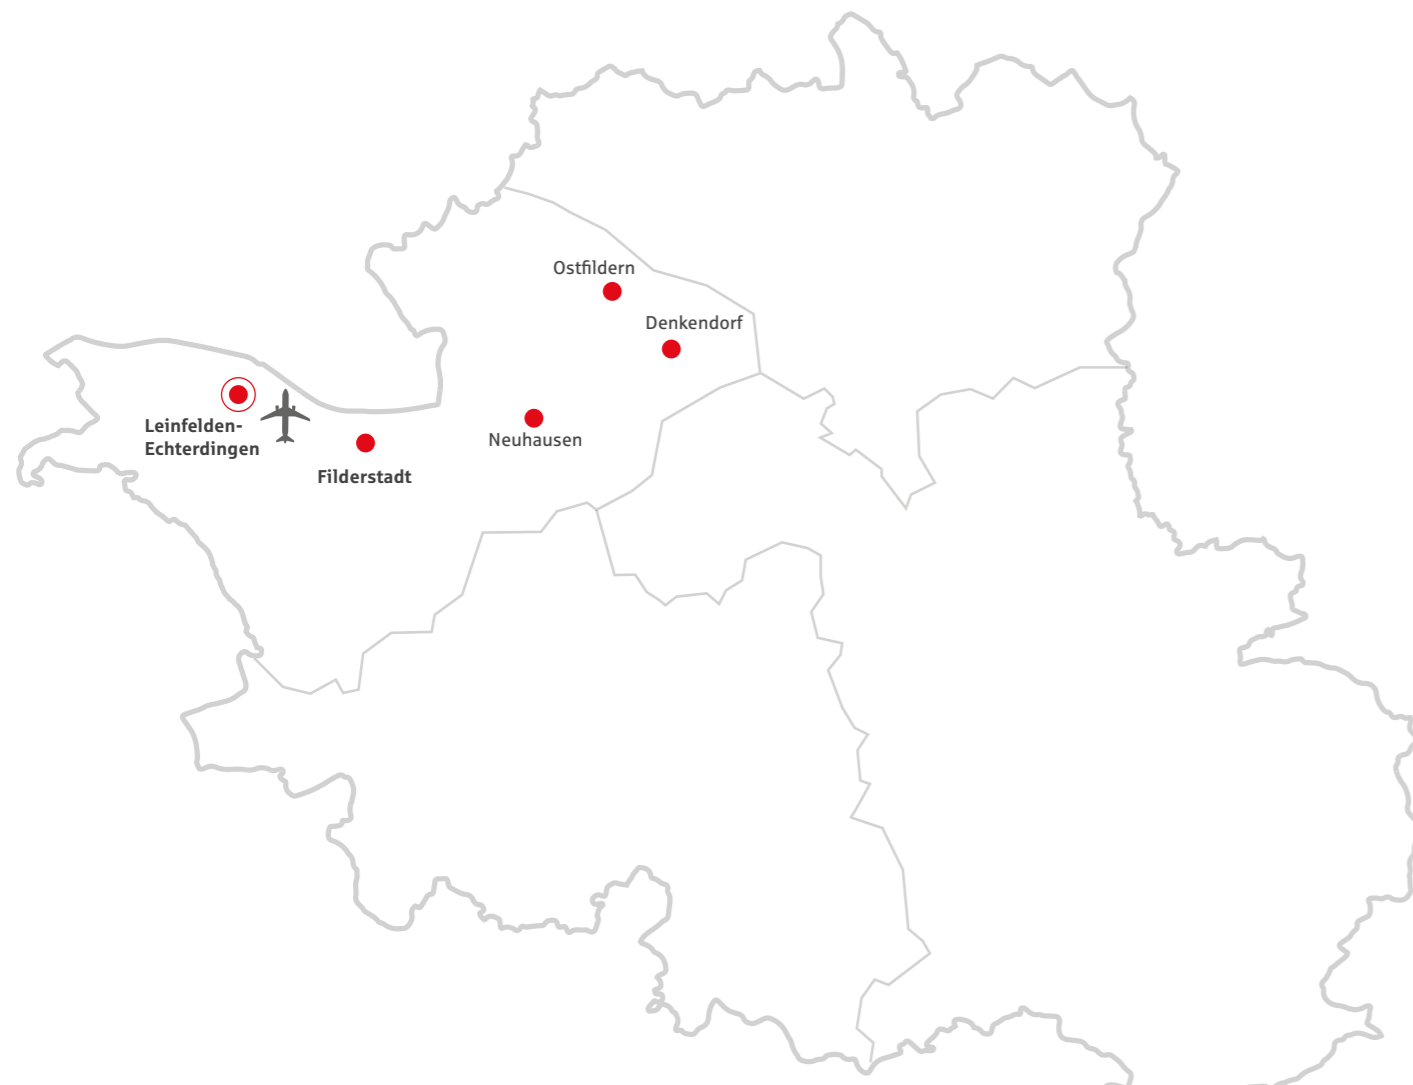 Ostfildern
Denkendorf
Leinfelden-
Echterdingen
Neuhausen
Filderstadt